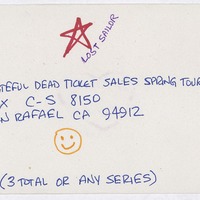 LOST SAILOR
TEFUL DEAD TICKET SALES SPRING TOUR
X C-S 8150
N RAFAEL CA 94912
(3 TOTAL OR ANY SERIES)